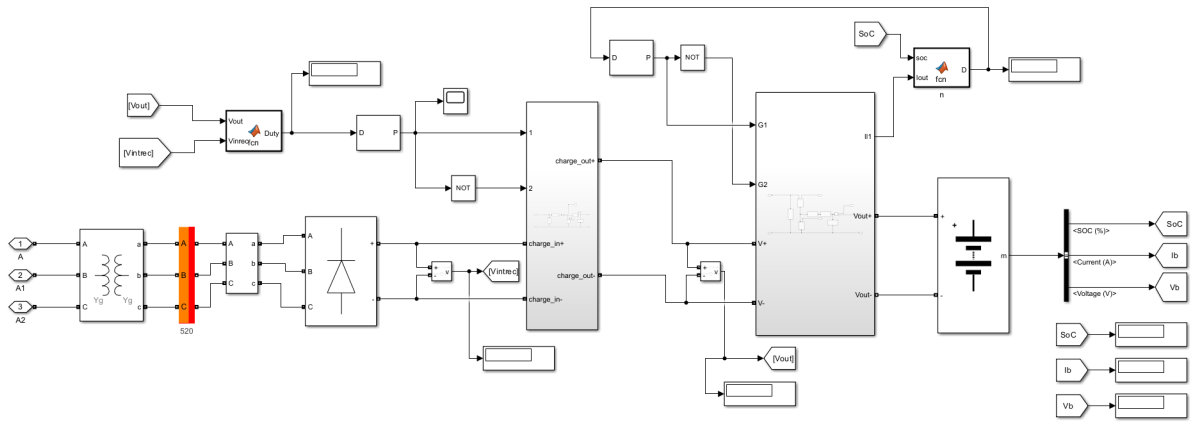 SoC
soc
Iout
fcn
D
n
D
P
NOT
[Vout]
[Vintrec]
Vout
Vinreq
fcn
Duty
D
P
NOT
1
2
charge_in+
charge_in-
charge_out+
charge_out-
G1
G2
V+
V-
II1
Vout+
Vout-
1
A
2
A1
3
A2
A
B
C
a
b
c
Yg
Yg
A
B
C
520
A
B
C
a
b
c
A
B
C
+
-
+
-
v
[Vintrec]
+
-
v
[Vout]
+
-
+
m
<SOC (%)>
<Current (A)>
<Voltage (V)>
SoC
Ib
Vb
SoC
Ib
Vb